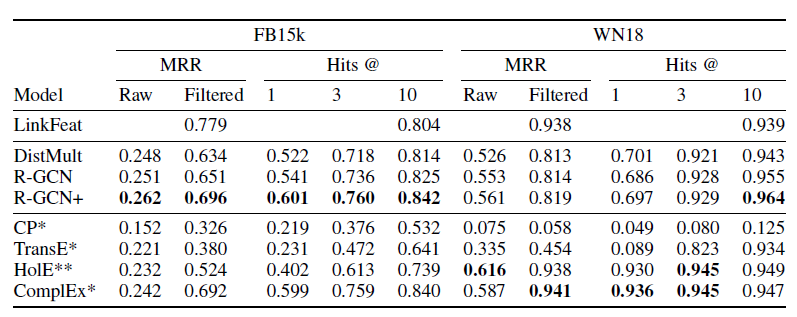 FB15k WN18
MRR Hits @ MRR Hits @
Model Raw Filtered 1 3 10 Raw Filtered 1 3 10
LinkFeat 0.779 0.804 0.938 0.939
DistMult 0.248 0.634 0.522 0.718 0.814 0.526 0.813 0.701 0.921 0.943
R-GCN 0.251 0.651 0.541 0.736 0.825 0.553 0.814 0.686 0.928 0.955
R-GCN+ 0.262 0.696 0.601 0.760 0.842 0.561 0.819 0.697 0.929 0.964
CP* 0.152 0.326 0.219 0.376 0.532 0.075 0.058 0.049 0.080 0.125
TransE* 0.221 0.380 0.231 0.472 0.641 0.335 0.454 0.089 0.823 0.934
HolE** 0.232 0.524 0.402 0.613 0.739 0.616 0.938 0.930 0.945 0.949
ComplEx* 0.242 0.692 0.599 0.759 0.840 0.587 0.941 0.936 0.945 0.947